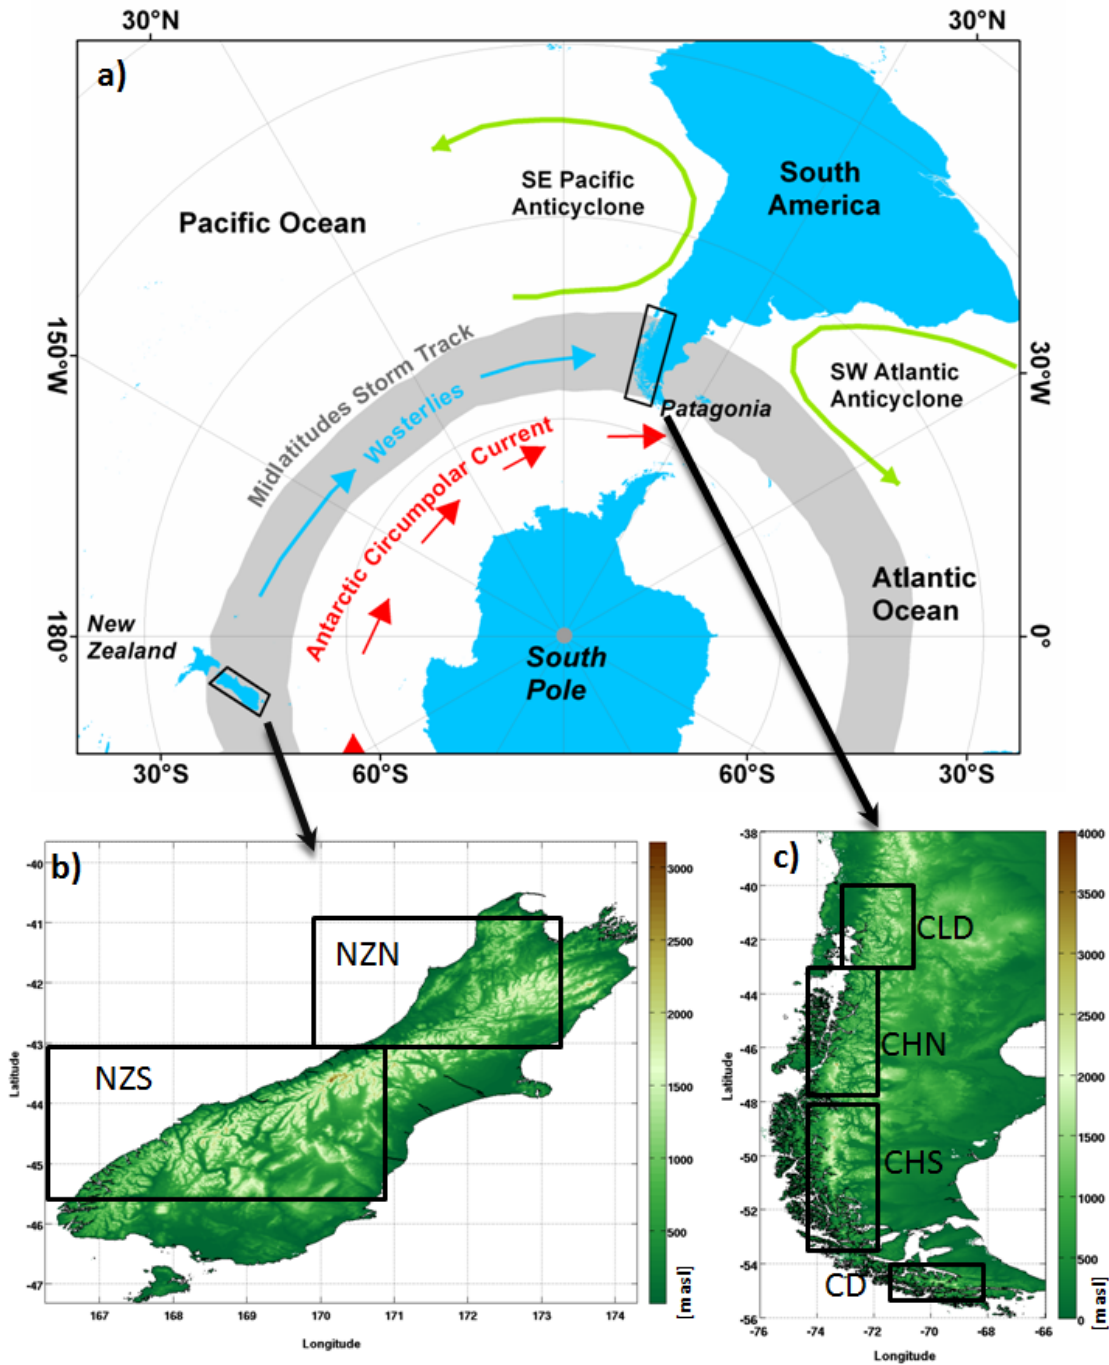 30°N
30°N
a)
South
America
SE Pacific
Anticyclone
Pacific Ocean
150°W
30°W
Midlatitudes Storm Track
Westerlies
SW Atlantic
Anticyclone
Patagonia
Antarctic Circumpolar Current
Atlantic
Ocean
New
Zealand
180°
0°
South
Pole
30°S
60°S
60°S
30°S
b)
-40
-41
-42
-43
-44
-45
-46
-47
Latitude
NZN
NZS
167
168
169
170
171
172
173
174
Longitude
3000
2500
2000
1500
1000
500
[masl]
c)
-38
-40
-42
-44
-46
-48
-50
-52
-54
-56
Latitude
CLD
CHN
CHS
CD
-76
-74
-72
-70
-68
-66
Longitude
4000
3500
3000
2500
2000
1500
1000
500
0
[masl]